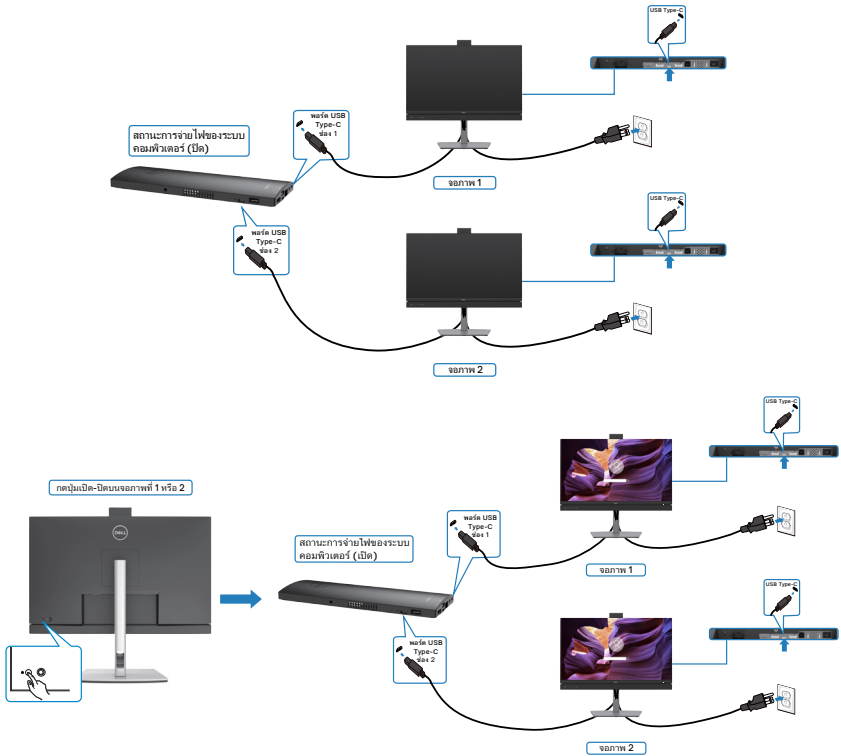 USB Type-C
พอร์ต USB
Type-C
ช่อง 1
สถานะการจ่ายไฟของระบบ
คอมพิวเตอร์ (ปิด)
จอภาพ 1
USB Type-C
พอร์ต USB
Type-C
ช่อง 2
จอภาพ 2
USB Type-C
กดปุ่มเปิด-ปิดบนจอภาพที่ 1 หรือ 2
พอร์ต USB
Type-C
ช่อง 1
DELL
สถานะการจ่ายไฟของระบบ
คอมพิวเตอร์ (เปิด)
จอภาพ 1
USB Type-C
พอร์ต USB
Type-C
ช่อง 2
จอภาพ 2